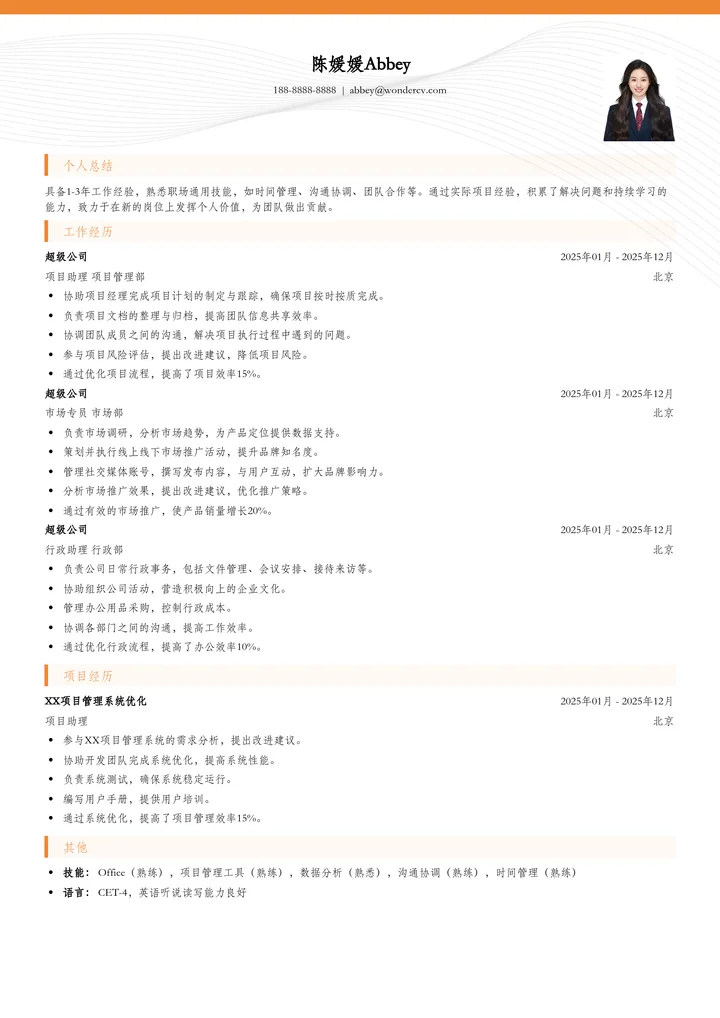 陈媛媛Abbey
188-8888-8888 | abbey@wondercv.com
个人总结
具备1-3年工作经验，熟悉职场通用技能，如时间管理、沟通协调、团队合作等。通过实际项目经验，积累了解决问题和持续学习的
能力，致力于在新的岗位上发挥个人价值，为团队做出贡献。
工作经历
超级公司 2025年01月 - 2025年12月
项目助理 项目管理部 北京
• 协助项目经理完成项目计划的制定与跟踪，确保项目按时按质完成。
• 负责项目文档的整理与归档，提高团队信息共享效率。
• 协调团队成员之间的沟通，解决项目执行过程中遇到的问题。
• 参与项目风险评估，提出改进建议，降低项目风险。
• 通过优化项目流程，提高了项目效率15%。
超级公司 2025年01月 - 2025年12月
市场专员 市场部 北京
• 负责市场调研，分析市场趋势，为产品定位提供数据支持。
• 策划并执行线上线下市场推广活动，提升品牌知名度。
• 管理社交媒体账号，撰写发布内容，与用户互动，扩大品牌影响力。
• 分析市场推广效果，提出改进建议，优化推广策略。
• 通过有效的市场推广，使产品销量增长20%。
超级公司 2025年01月 - 2025年12月
行政助理 行政部 北京
• 负责公司日常行政事务，包括文件管理、会议安排、接待来访等。
• 协助组织公司活动，营造积极向上的企业文化。
• 管理办公用品采购，控制行政成本。
• 协调各部门之间的沟通，提高工作效率。
• 通过优化行政流程，提高了办公效率10%。
项目经历
XX项目管理系统优化 2025年01月 - 2025年12月
项目助理 北京
• 参与XX项目管理系统的需求分析，提出改进建议。
• 协助开发团队完成系统优化，提高系统性能。
• 负责系统测试，确保系统稳定运行。
• 编写用户手册，提供用户培训。
• 通过系统优化，提高了项目管理效率15%。
其他
• 技能： Office（熟练），项目管理工具（熟练），数据分析（熟悉），沟通协调（熟练），时间管理（熟练）
• 语言： CET-4，英语听说读写能力良好